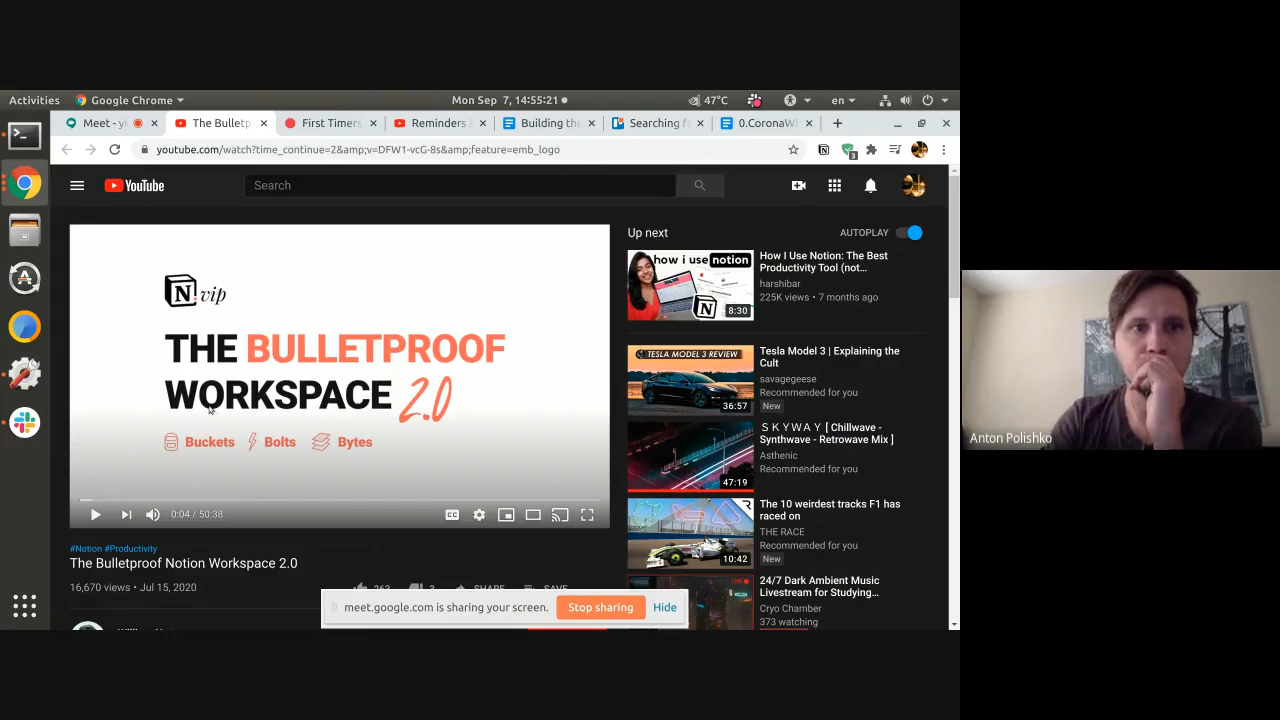 Activities
Google Chrome
Mon Sep 7, 14:55:21
47°C
en
Meet - yk
The Bulletp
First Timers
Reminders &
Building the
Searching fo
0.CoronaWi
youtube.com/watch?time_continue=2&amp;v=DFW1-vcG-8s&amp;feature=emb_logo
3
YouTube
Search
N.vip
THE BULLETPROOF
WORKSPACE 2.0
Buckets
Bolts
Bytes
0:04 / 50:38
#Notion #Productivity
The Bulletproof Notion Workspace 2.0
16,670 views • Jul 15, 2020
263
3
SHARE
SAVE
meet.google.com is sharing your screen.
Stop sharing
Hide
Up next
AUTOPLAY
how i use notion
8:30
How I Use Notion: The Best
Productivity Tool (not...
harshibar
225K views • 7 months ago
TESLA MODEL 3 REVIEW
36:57
Tesla Model 3 | Explaining the
Cult
savagegeese
Recommended for you
New
47:19
S K Y W A Y [ Chillwave -
Synthwave - Retrowave Mix ]
Asthenic
Recommended for you
10:42
The 10 weirdest tracks F1 has
raced on
THE RACE
Recommended for you
New
24/7 Dark Ambient Music
Livestream for Studying...
Cryo Chamber
373 watching
Anton Polishko